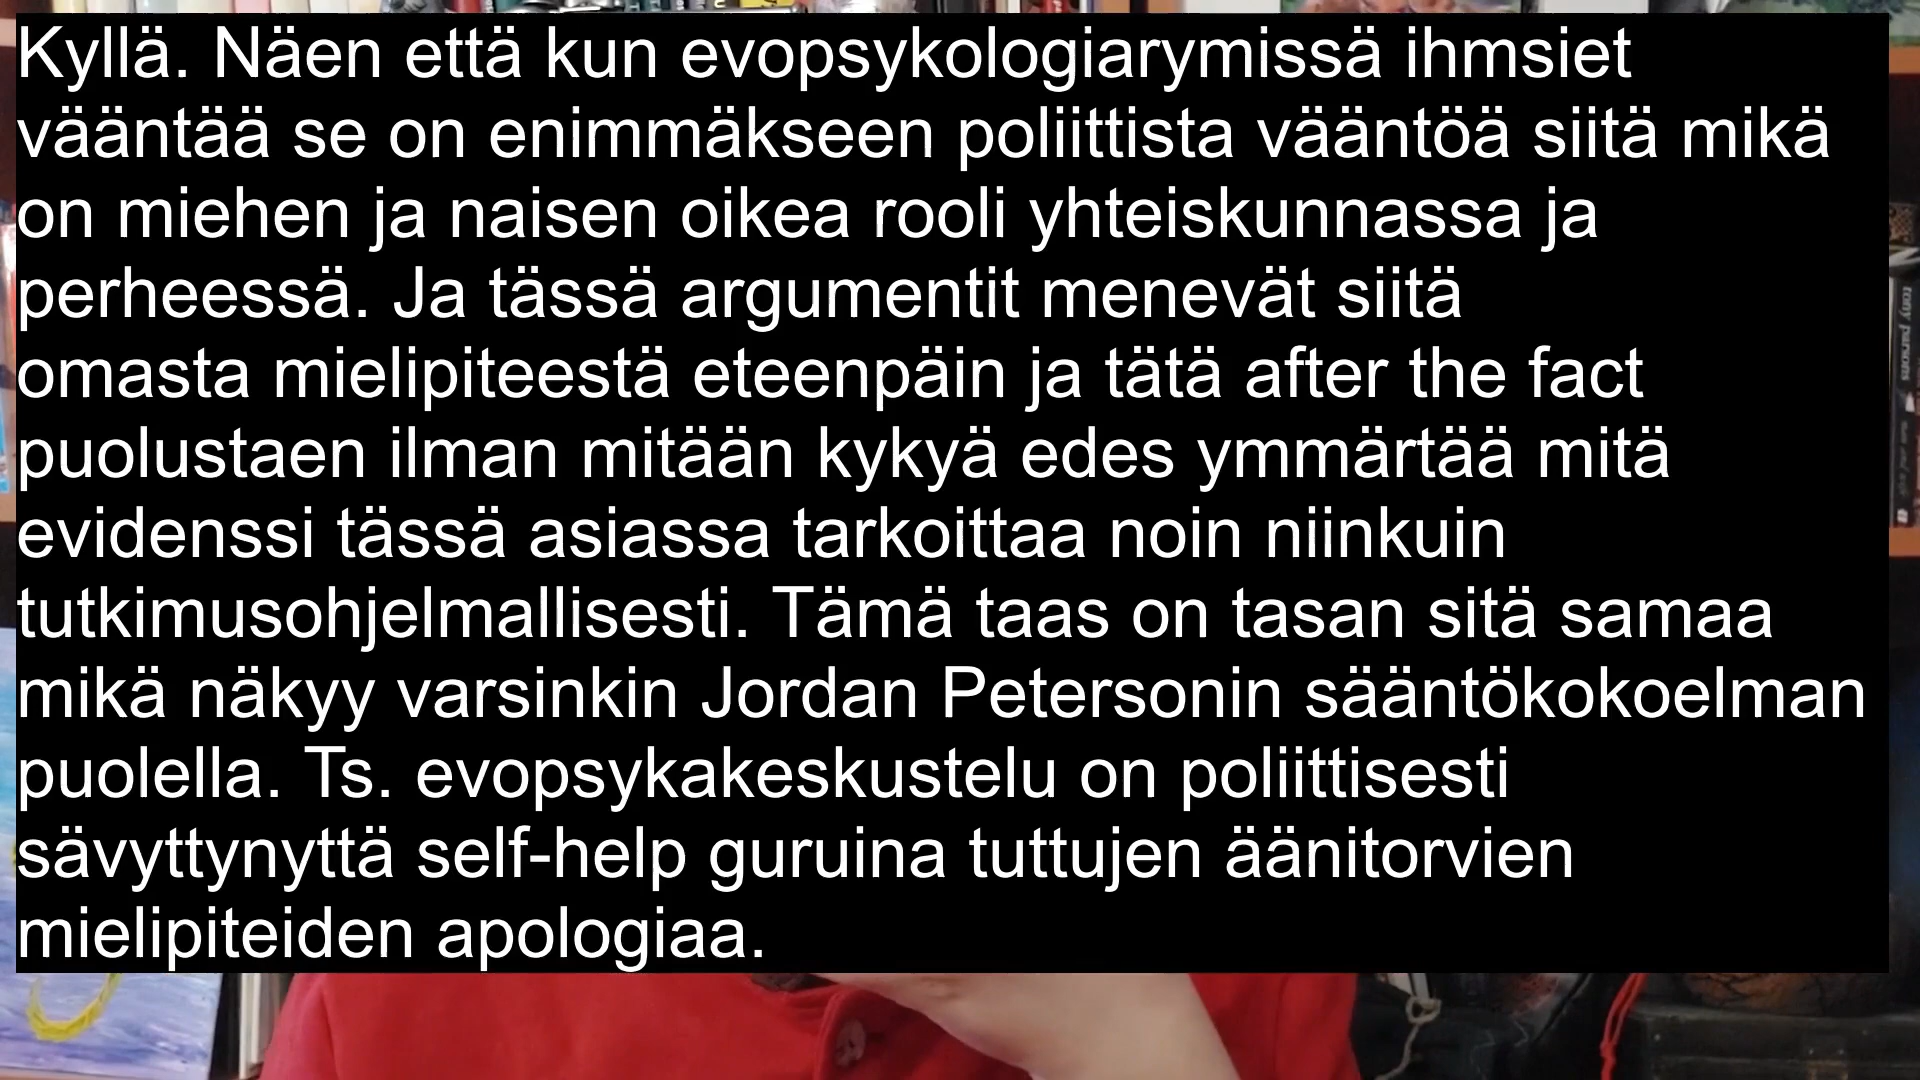 Kyllä. Näen että kun evopsykologiarymissä ihmsiet
vääntää se on enimmäkseen poliittista vääntöä siitä mikä
on miehen ja naisen oikea rooli yhteiskunnassa ja
perheessä. Ja tässä argumentit menevät siitä
omasta mielipiteestä eteenpäin ja tätä after the fact
puolustaen ilman mitään kykyä edes ymmärtää mitä
evidenssi tässä asiassa tarkoittaa noin niinkuin
tutkimusohjelmallisesti. Tämä taas on tasan sitä samaa
mikä näkyy varsinkin Jordan Petersonin sääntökokoelman
puolella. Ts. evopsykakeskustelu on poliittisesti
sävyttynyttä self-help guruina tuttujen äänitorvien
mielipiteiden apologiaa.
tony parsons